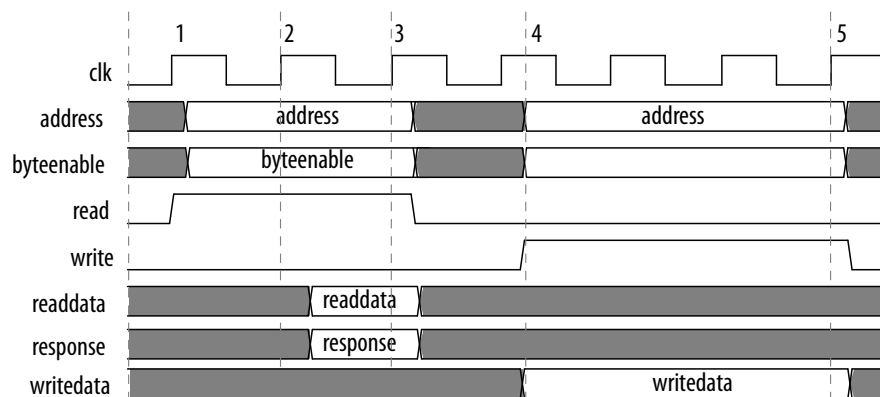 1 2 3 4 5
clk
address address address
byteenable byteenable
read
write
readdata readdata
response response
writedata writedata